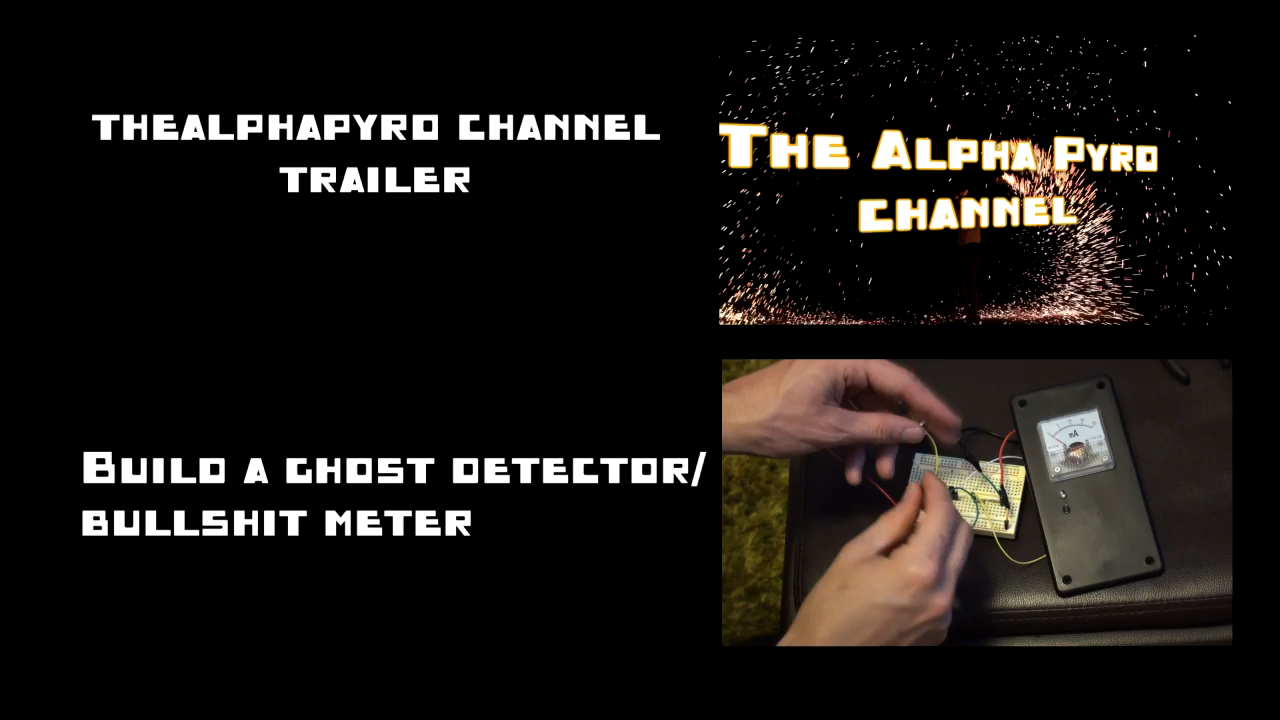 THEALPHAPYRO CHANNEL
TRAILER
THE ALPHA PYRO
CHANNEL
BUILD A GHOST DETECTOR/
BULLSHIT METER
mA